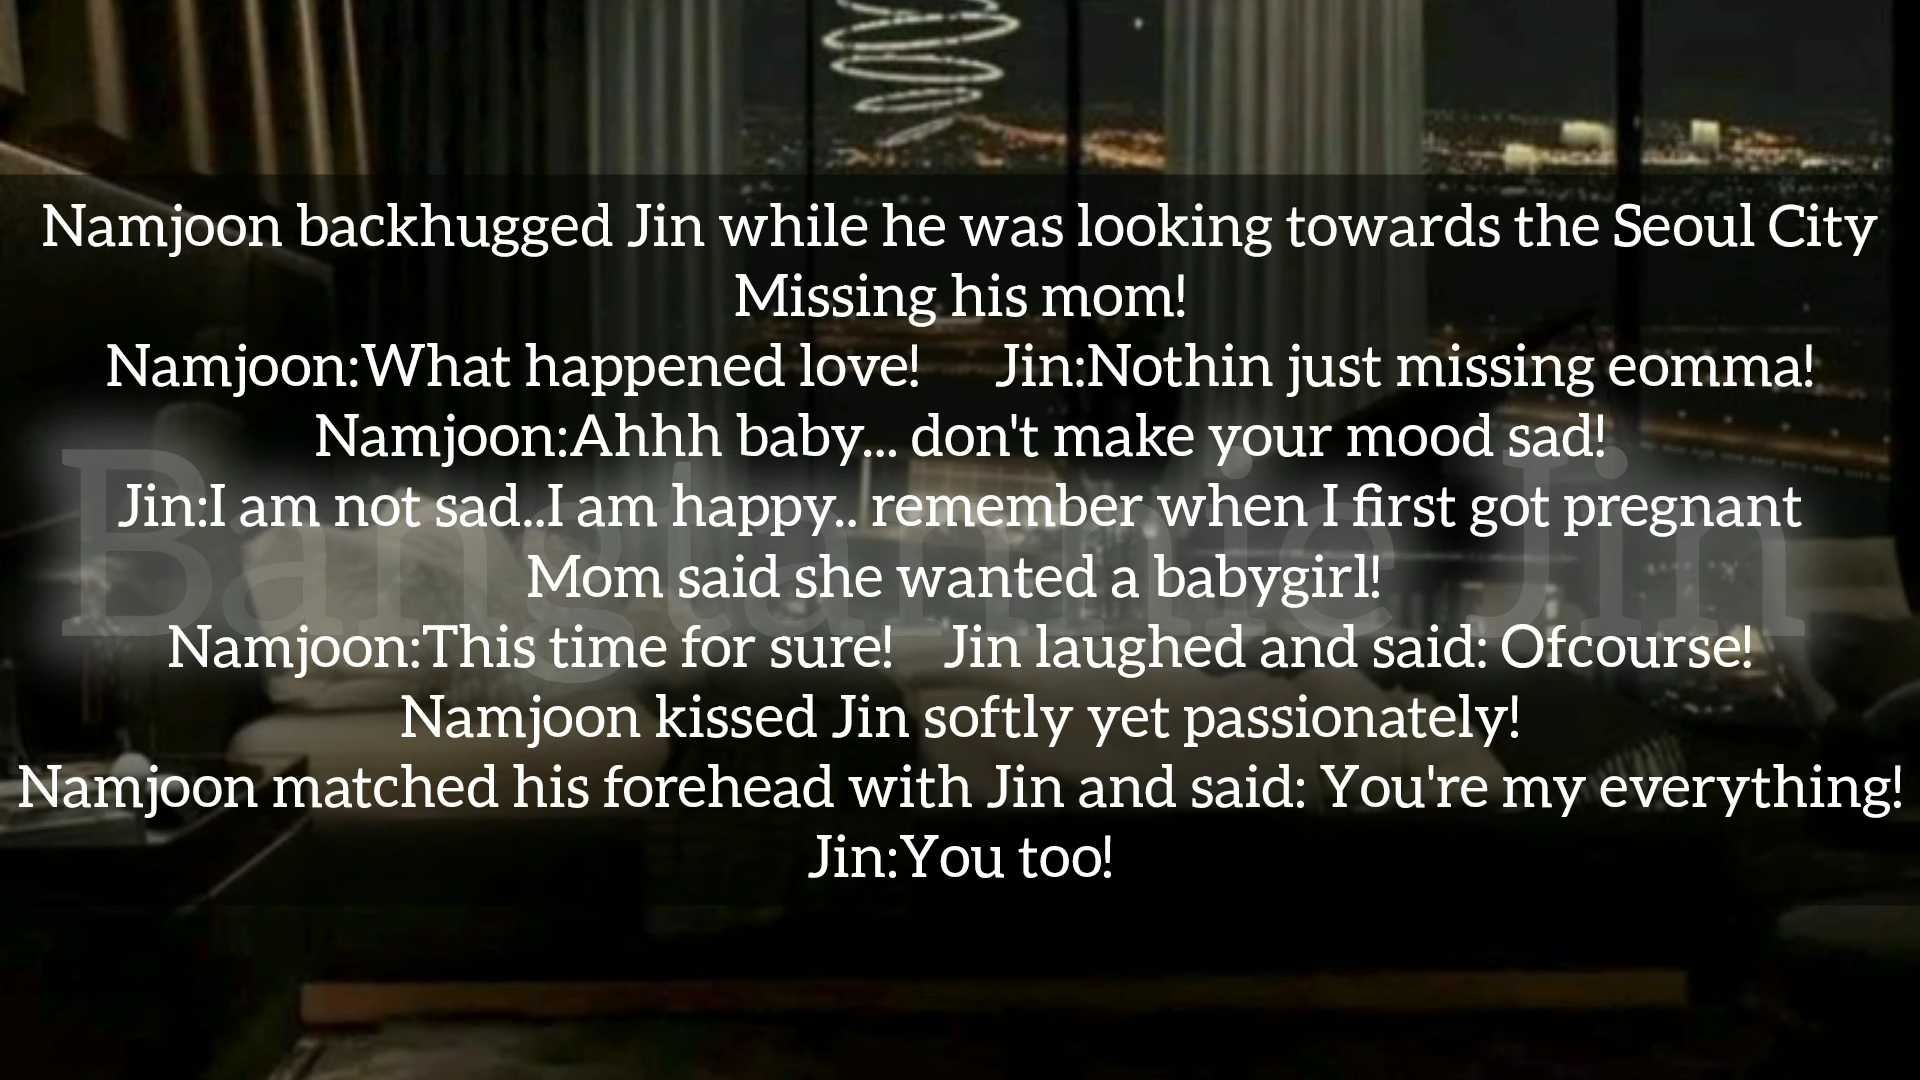 Namjoon backhugged Jin while he was looking towards the Seoul City
Missing his mom!
Namjoon:What happened love! Jin:Nothin just missing eomma!
Namjoon:Ahhh baby... don't make your mood sad!
Jin:I am not sad..I am happy.. remember when I first got pregnant
Mom said she wanted a babygirl!
Namjoon:This time for sure! Jin laughed and said: Ofcourse!
Namjoon kissed Jin softly yet passionately!
Namjoon matched his forehead with Jin and said: You're my everything!
Jin:You too!
Bangtannie Jin